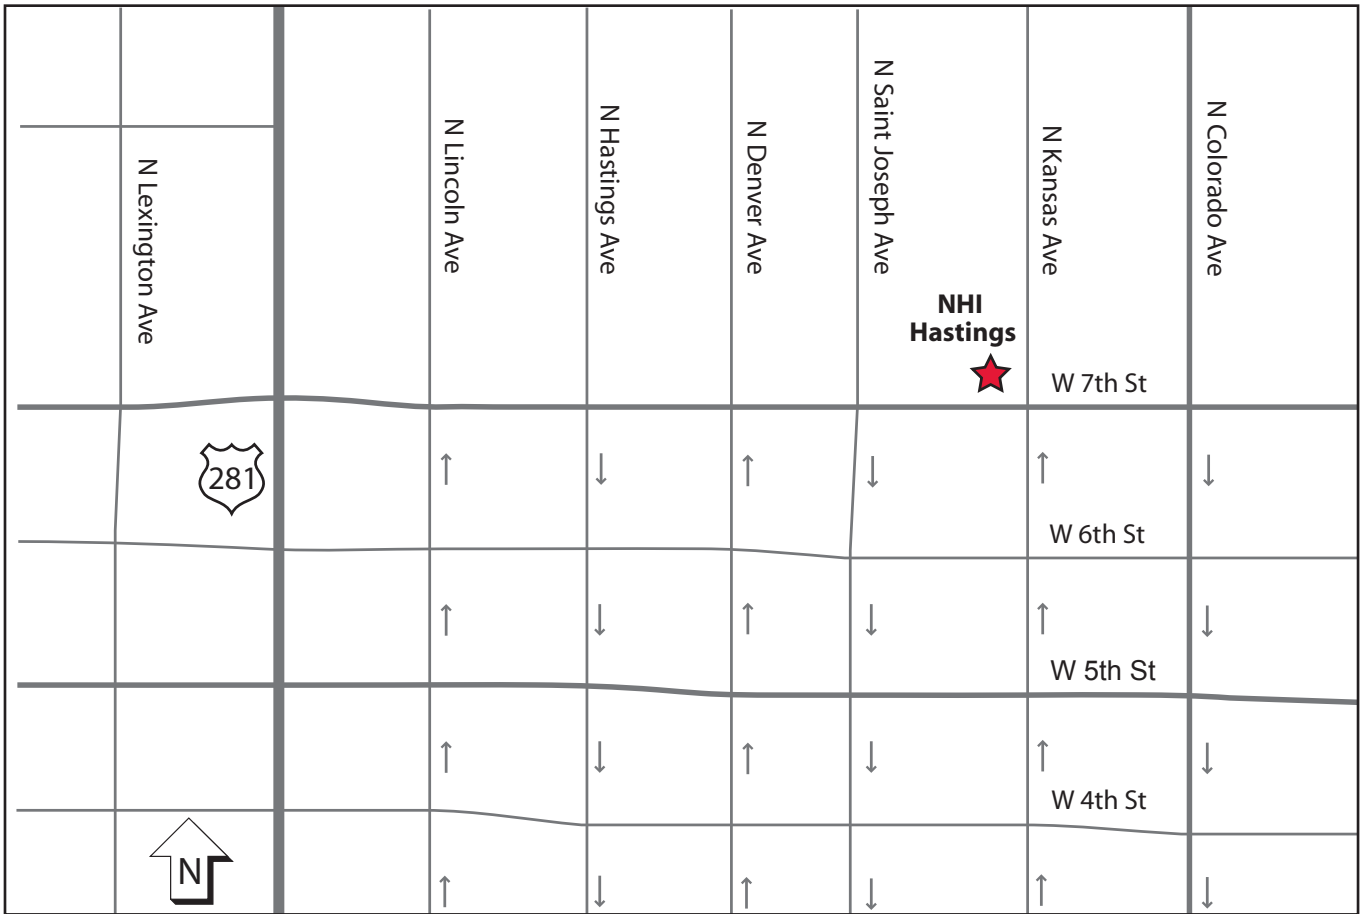 N Lexington Ave
N Lincoln Ave
N Hastings Ave
N Denver Ave
N Saint Joseph Ave
N Kansas Ave
N Colorado Ave
NHI
Hastings
W 7th St
281
W 6th St
W 5th St
W 4th St
N